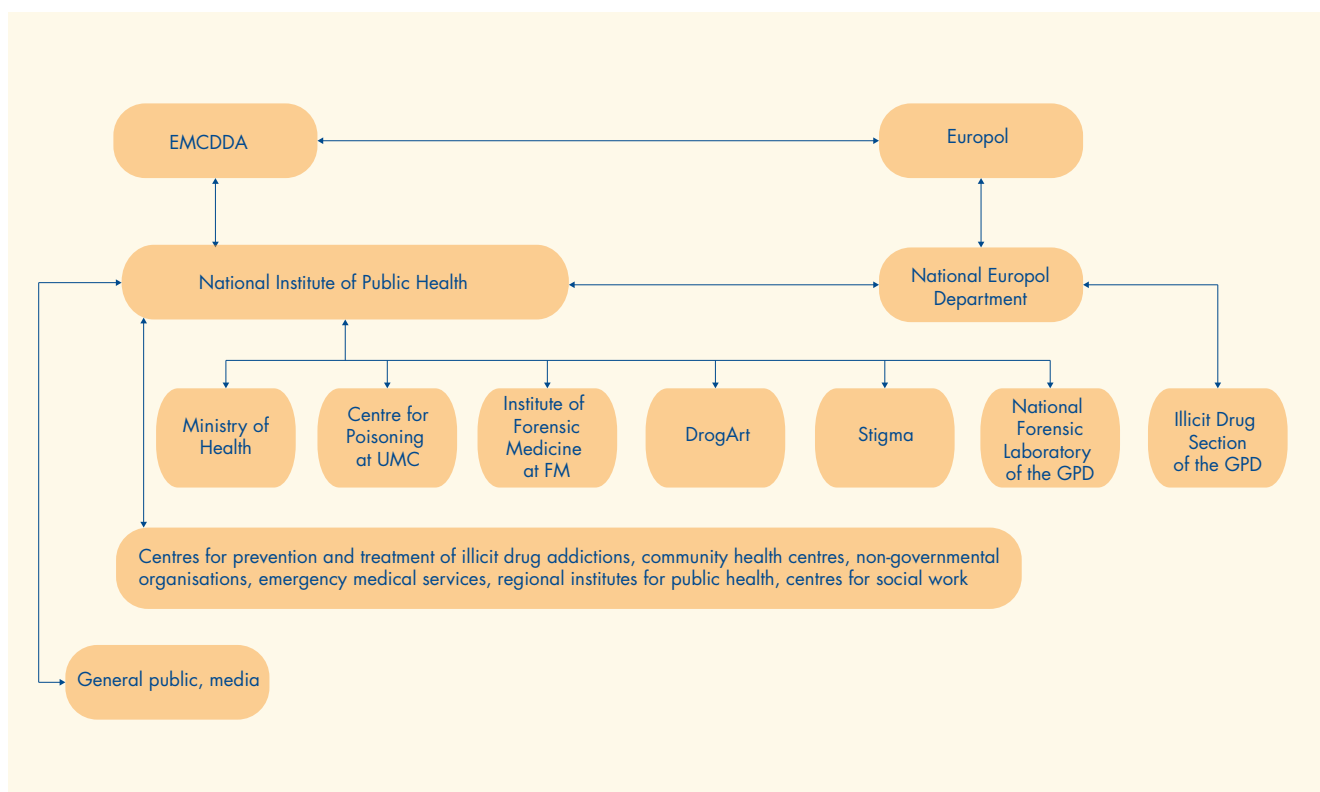 EMCDDA
Europol
National Institute of Public Health
National Europol
Department
Ministry of
Health
Centre for
Poisoning
at UMC
Institute of
Forensic
Medicine
at FM
DrogArt
Stigma
National
Forensic
Laboratory
of the GPD
Illicit Drug
Section
of the GPD
Centres for prevention and treatment of illicit drug addictions, community health centres, non-governmental
organisations, emergency medical services, regional institutes for public health, centres for social work
General public, media